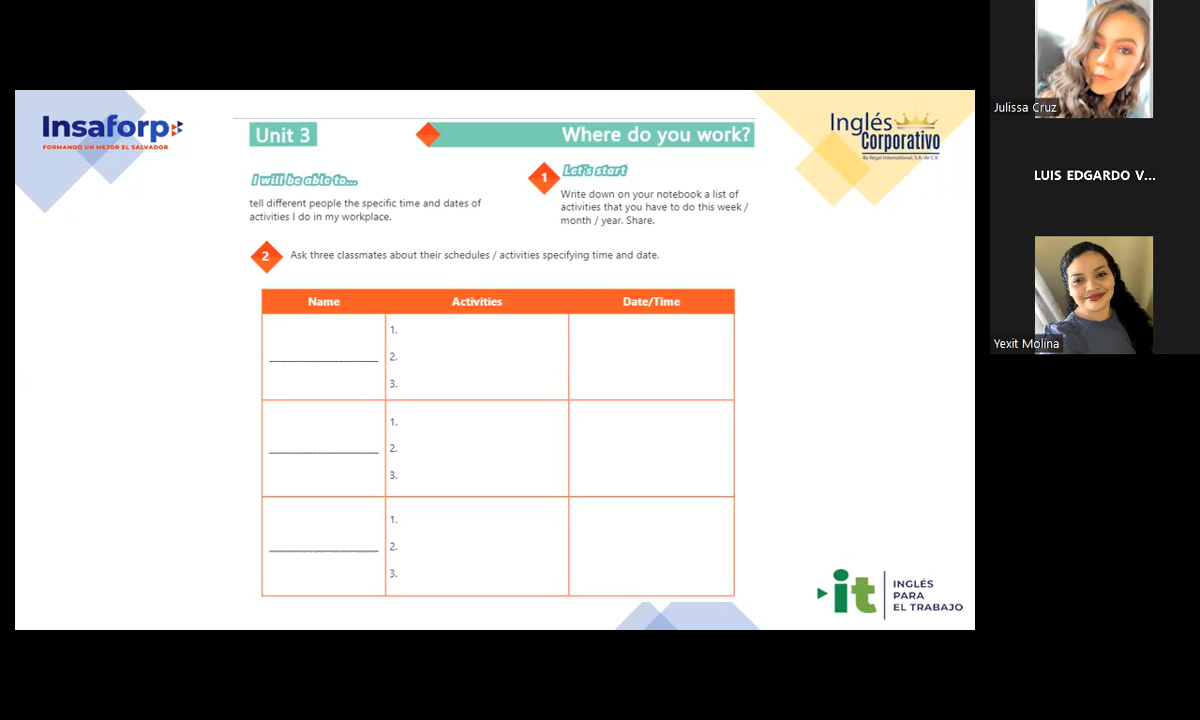 Insaforp
FORMANDO UN MEJOR EL SALVADOR
Unit 3
Where do you work?
Inglés
Corporativo
By Regal International, S.A. de C.V.
I will be able to...
tell different people the specific time and dates of
activities I do in my workplace.
1
Let's start
Write down on your notebook a list of
activities that you have to do this week /
month / year. Share.
2
Ask three classmates about their schedules / activities specifying time and date.
Name Activities Date/Time
1.
2.
3.
1.
2.
3.
1.
2.
3.
it
INGLÉS
PARA
EL TRABAJO
Julissa Cruz
LUIS EDGARDO V...
Yexit Molina